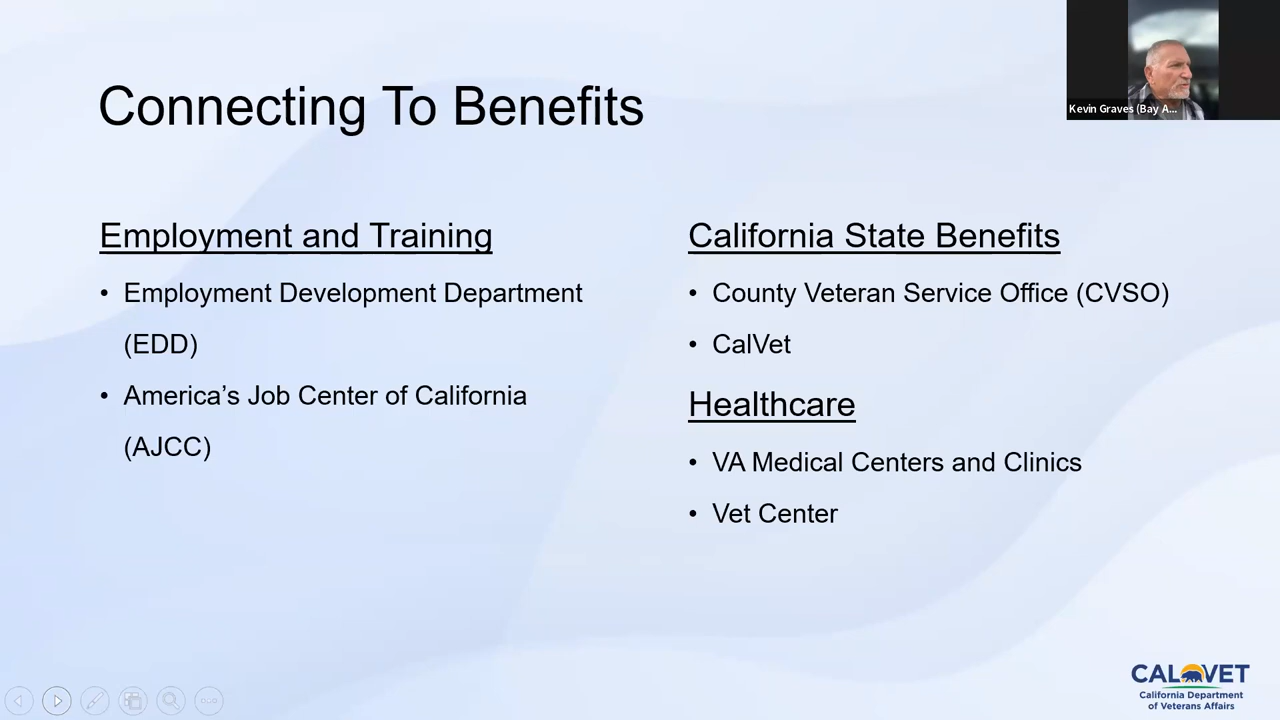 Connecting To Benefits
Kevin Graves (Bay A...
Employment and Training
• Employment Development Department
(EDD)
• America’s Job Center of California
(AJCC)
California State Benefits
• County Veteran Service Office (CVSO)
• CalVet
Healthcare
• VA Medical Centers and Clinics
• Vet Center
CALVET
California Department
of Veterans Affairs